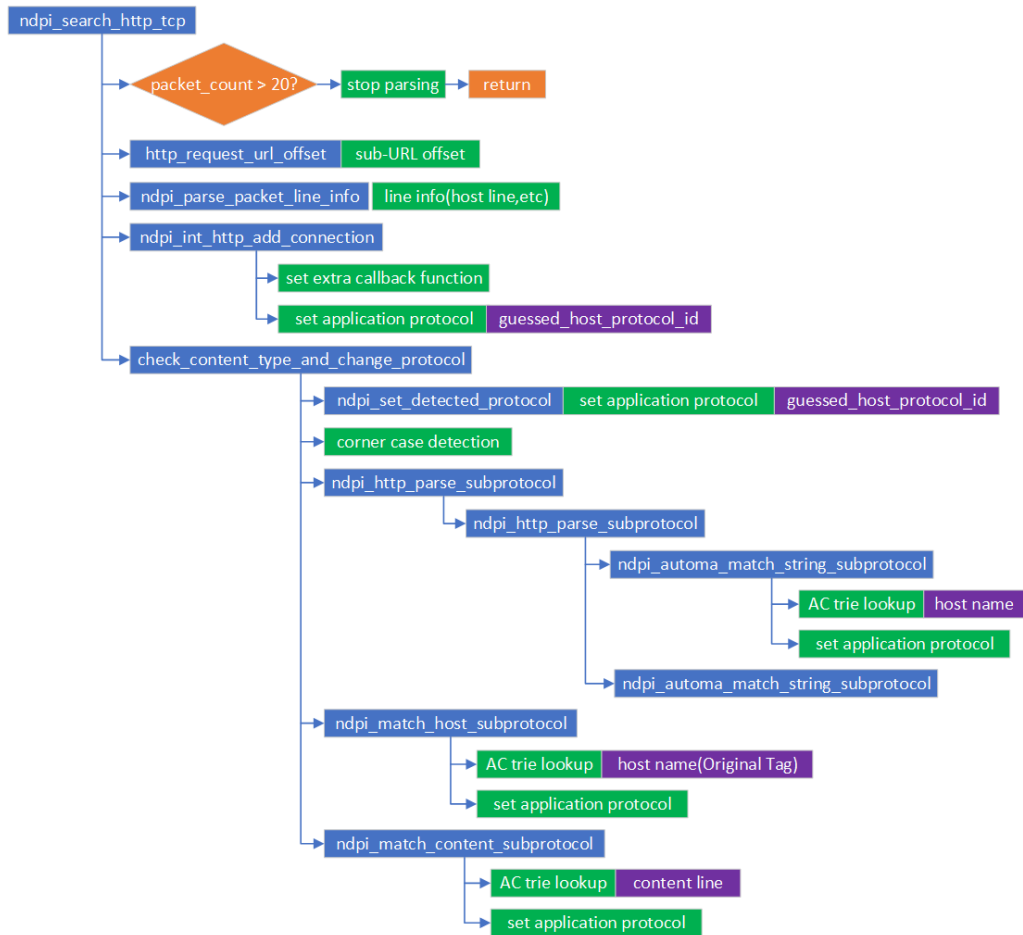 ndpi_search_http_tcp
packet_count > 20? stop parsing return
http_request_url_offset sub-URL offset
ndpi_parse_packet_line_info line info(host line,etc)
ndpi_int_http_add_connection
set extra callback function
set application protocol guessed_host_protocol_id
check_content_type_and_change_protocol
ndpi_set_detected_protocol set application protocol guessed_host_protocol_id
corner case detection
ndpi_http_parse_subprotocol
ndpi_http_parse_subprotocol
ndpi_automa_match_string_subprotocol
AC trie lookup host name
set application protocol
ndpi_automa_match_string_subprotocol
ndpi_match_host_subprotocol
AC trie lookup host name(Original Tag)
set application protocol
ndpi_match_content_subprotocol
AC trie lookup content line
set application protocol